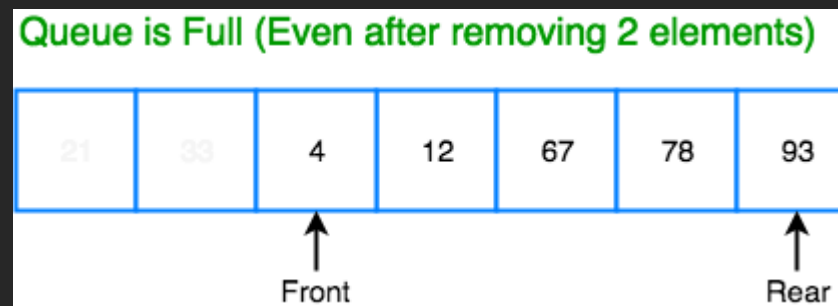 Queue is Full (Even after removing 2 elements)
21 33 4 12 67 78 93
Front Rear